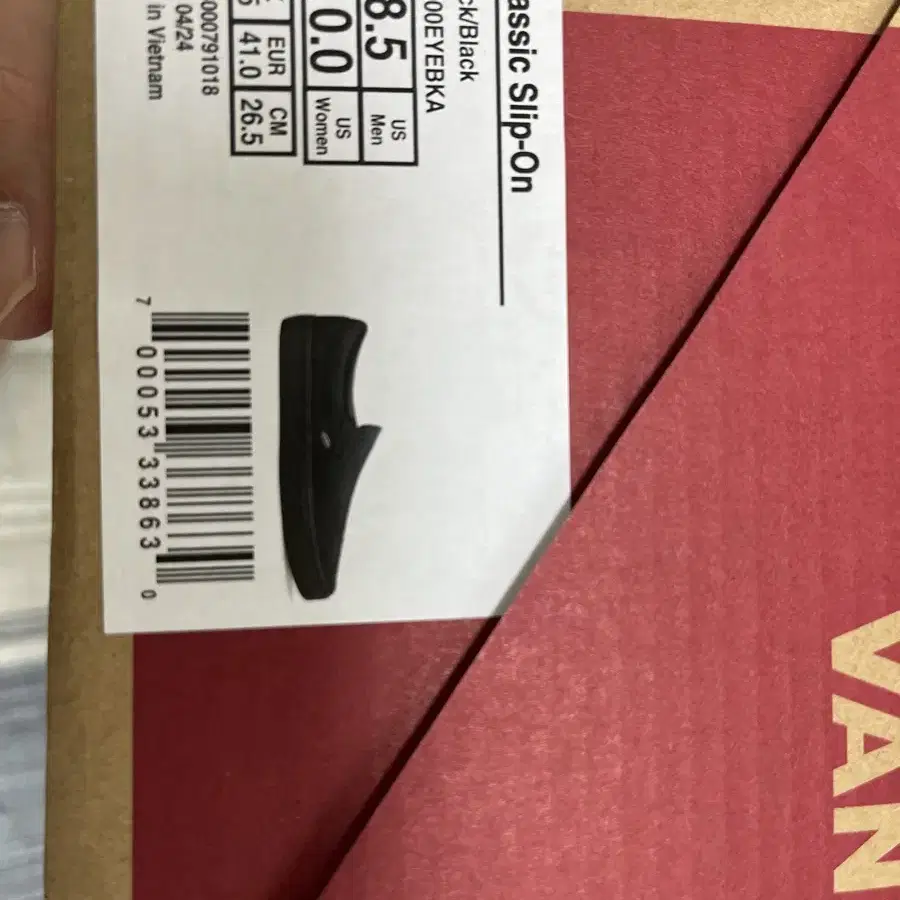 assic Slip-On
ck/Black
00EYEBKA
8.5 US Men
0.0 US Women
EUR CM
41.0 26.5
000791018
04/24
in Vietnam
7 00053 33863 0
VAN